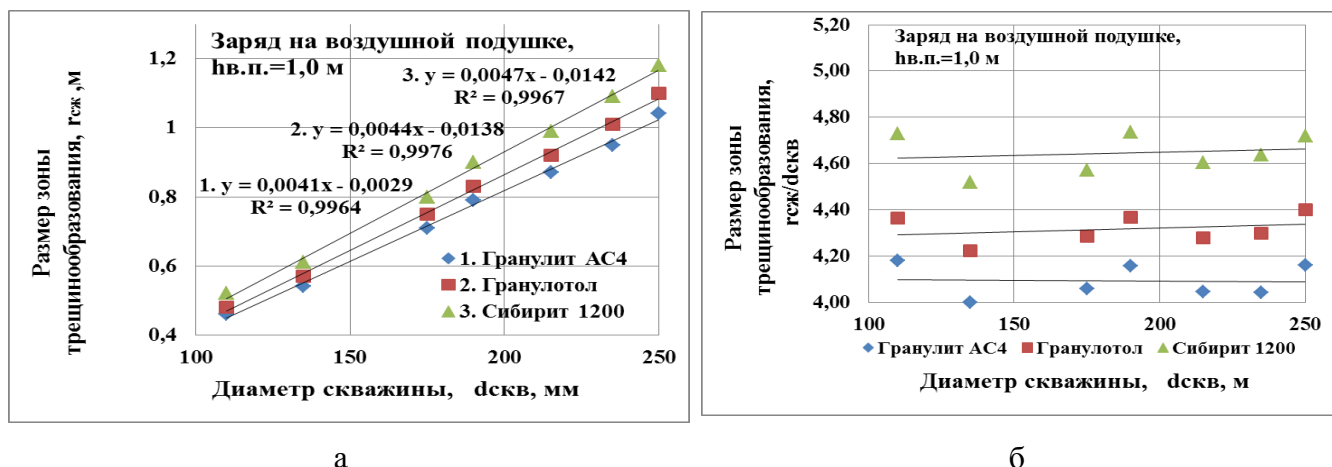 Размер зоны
трещинообразования, rсж ,м
Заряд на воздушной подушке,
hв.п.=1,0 м
1,2
1
0,8
0,6
0,4
3. y = 0,0047x - 0,0142
R² = 0,9967
2. y = 0,0044x - 0,0138
R² = 0,9976
1. y = 0,0041x - 0,0029
R² = 0,9964
1. Гранулит АС4
2. Гранулотол
3. Сибирит 1200
100 150 200 250
Диаметр скважины, dскв, мм
а
Размер зоны
трещинообразования,
rсж/dскв
Заряд на воздушной подушке,
hв.п.=1,0 м
5,20
5,00
4,80
4,60
4,40
4,20
4,00
100 150 200 250
Гранулит АС4 Гранулотол Сибирит 1200
Диаметр скважины, dскв, м
б